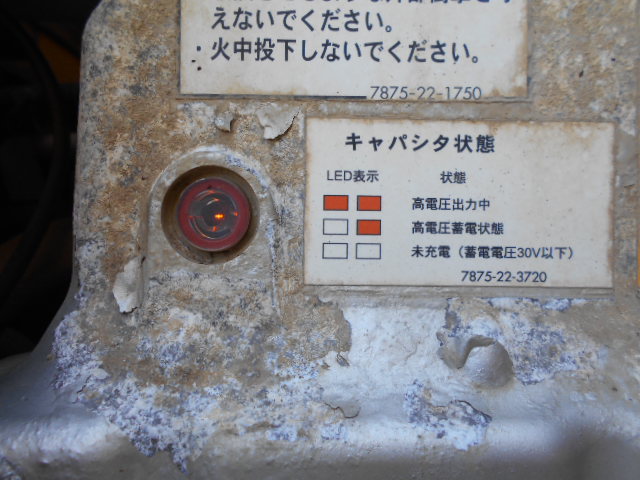 えないでください。
・火中投下しないでください。
7875-22-1750
キャパシタ状態
LED表示 状態
高電圧出力中
高電圧蓄電状態
未充電（蓄電電圧30V以下）
7875-22-3720